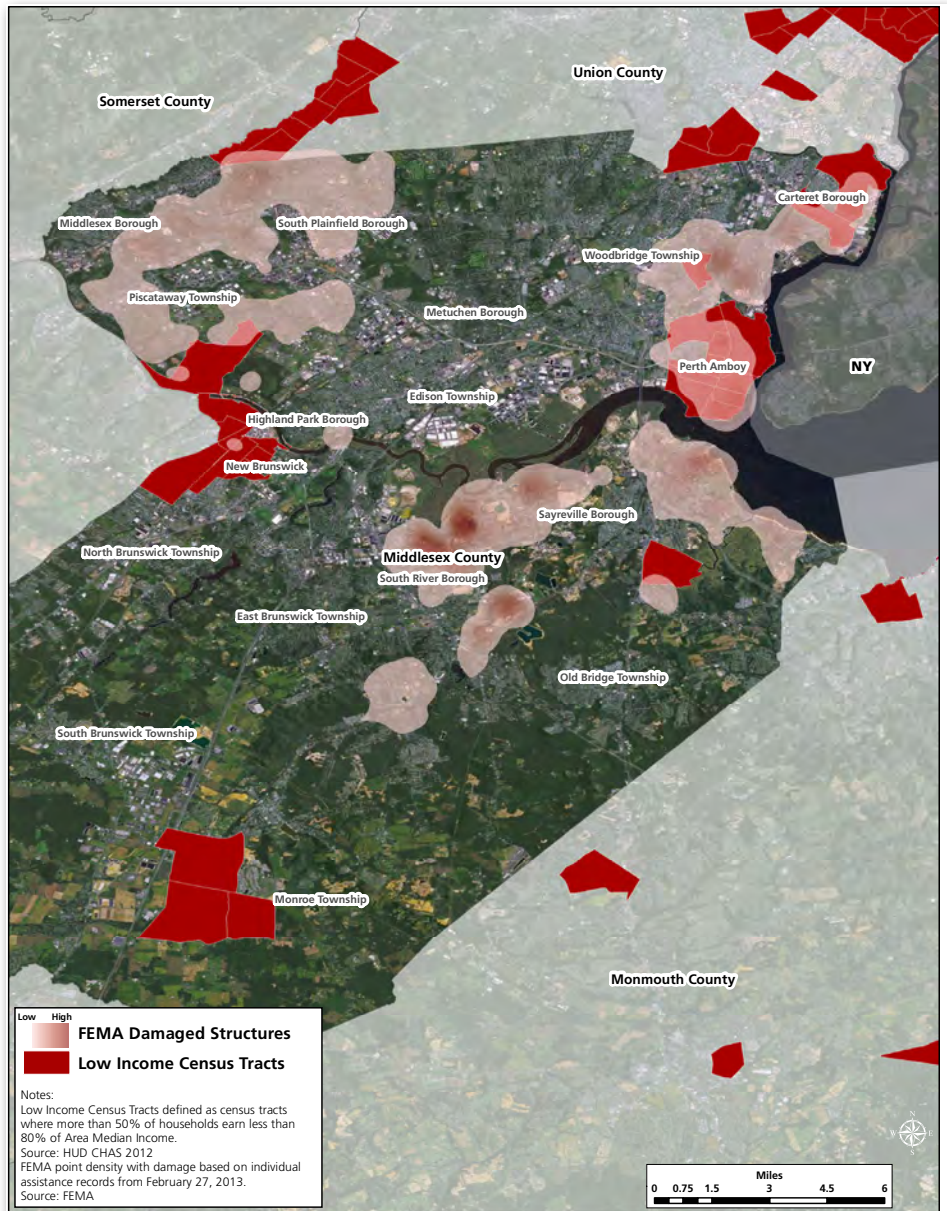 Union County
Somerset County
Carteret Borough
Middlesex Borough
South Plainfield Borough
Woodbridge Township
Piscataway Township
Metuchen Borough
Perth Amboy
NY
Edison Township
Highland Park Borough
New Brunswick
Sayreville Borough
North Brunswick Township
Middlesex County
South River Borough
East Brunswick Township
Old Bridge Township
South Brunswick Township
Monroe Township
Monmouth County
Low High
FEMA Damaged Structures
Low Income Census Tracts
Notes:
Low Income Census Tracts defined as census tracts
where more than 50% of households earn less than
80% of Area Median Income.
Source: HUD CHAS 2012
FEMA point density with damage based on individual
assistance records from February 27, 2013.
Source: FEMA
N
W E
S
Miles
0 0.75 1.5 3 4.5 6